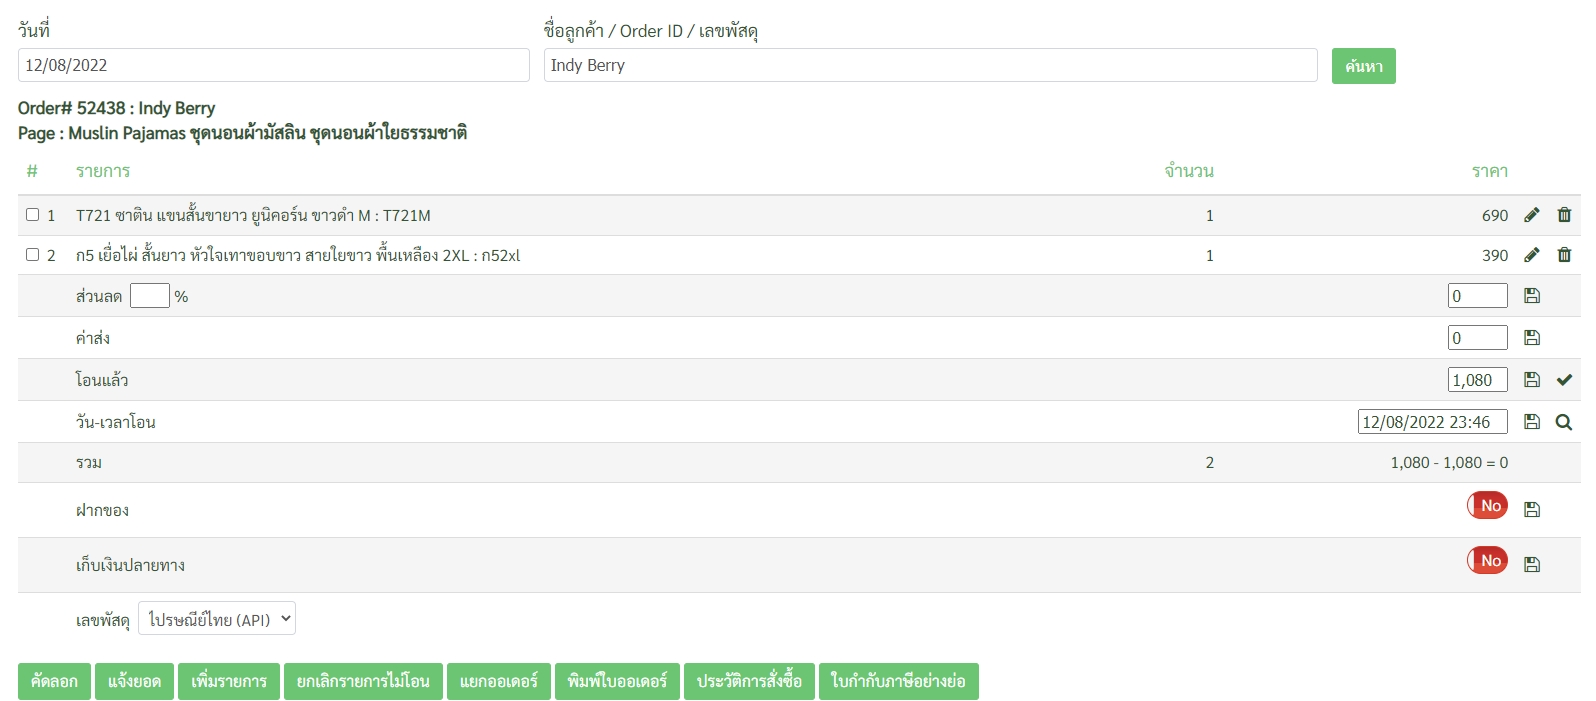 วันที่
ชื่อลูกค้า / Order ID / เลขพัสดุ
12/08/2022
Indy Berry
ค้นหา
Order# 52438 : Indy Berry
Page : Muslin Pajamas ชุดนอนผ้ามัสลิน ชุดนอนผ้าใยธรรมชาติ
# รายการ จำนวน ราคา
1 T721 ซาติน แขนสั้นขายาว ยูนิคอร์น ขาวดำ M : T721M 1 690
2 ก5 เยื่อไผ่ สั้นยาว หัวใจเทาขอบขาว สายใยขาว พื้นเหลือง 2XL : ก52xl 1 390
ส่วนลด % 0
ค่าส่ง 0
โอนแล้ว 1,080
วัน-เวลาโอน 12/08/2022 23:46
รวม 2 1,080 - 1,080 = 0
ฝากของ No
เก็บเงินปลายทาง No
เลขพัสดุ ไปรษณีย์ไทย (API)
คัดลอก แจ้งยอด เพิ่มรายการ ยกเลิกรายการไม่โอน แยกออเดอร์ พิมพ์ใบออเดอร์ ประวัติการสั่งซื้อ ใบกำกับภาษีอย่างย่อ